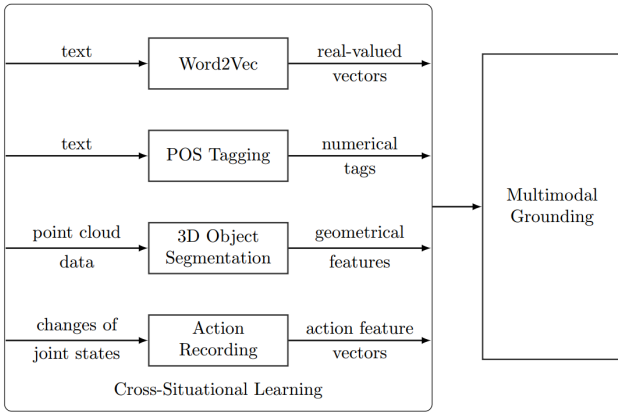 text
Word2Vec
real-valued
vectors
text
POS Tagging
numerical
tags
point cloud
data
3D Object
Segmentation
geometrical
features
changes of
joint states
Action
Recording
action feature
vectors
Cross-Situational Learning
Multimodal
Grounding